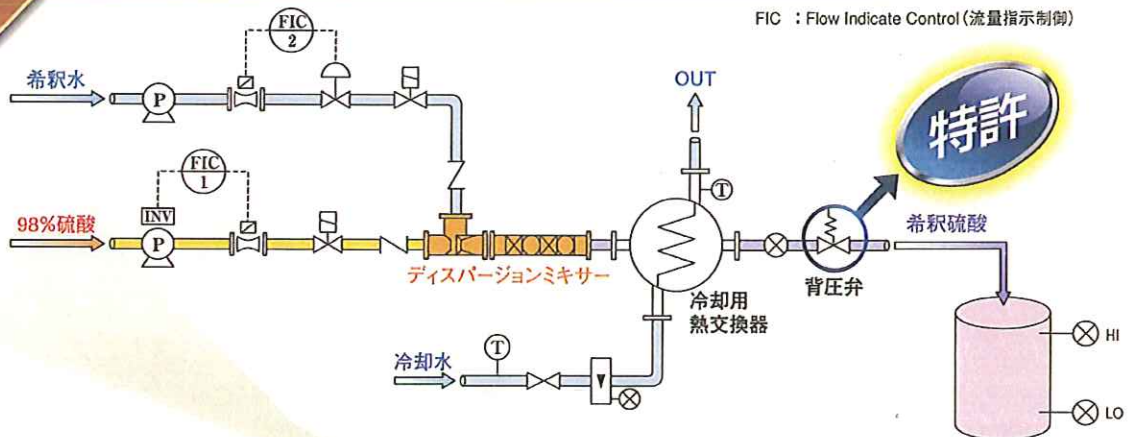 FIC ：Flow Indicate Control（流量指示制御）
FIC
2
希釈水
P
OUT
特許
FIC
1
T
98%硫酸
INV
P
希釈硫酸
ディスパージョンミキサー
背圧弁
冷却用
熱交換器
HI
冷却水
T
LO